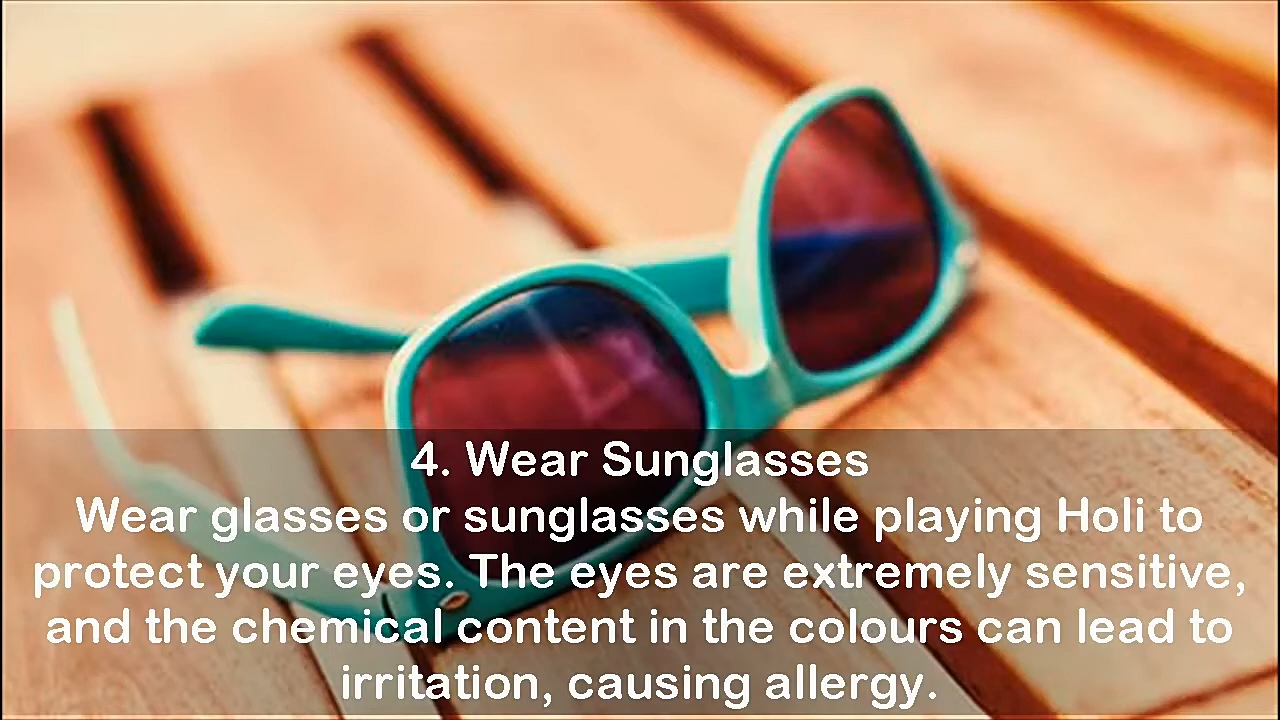 4. Wear Sunglasses
Wear glasses or sunglasses while playing Holi to
protect your eyes. The eyes are extremely sensitive,
and the chemical content in the colours can lead to
irritation, causing allergy.